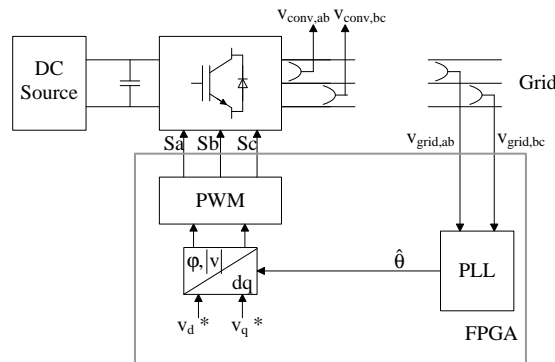 v_conv,ab
v_conv,bc
DC
Source
Grid
v_grid,ab
v_grid,bc
Sa Sb Sc
PWM
φ,|v|
dq
θ̂
PLL
v_d *
v_q *
FPGA